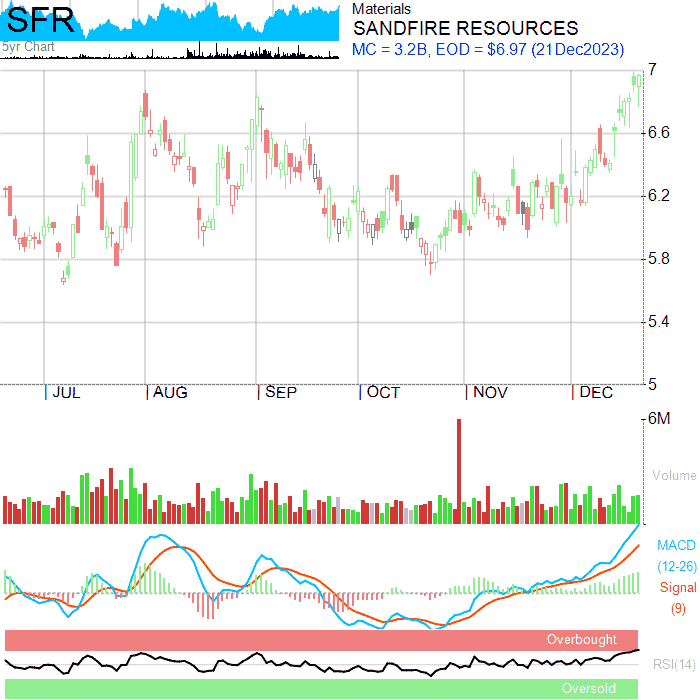 SFR
5yr Chart
Materials
SANDFIRE RESOURCES
MC = 3.2B, EOD = $6.97 (21Dec2023)
7
6.6
6.2
5.8
5.4
5
JUL AUG SEP OCT NOV DEC
6M
Volume
MACD
(12-26)
Signal
(9)
Overbought
RSI(14)
Oversold